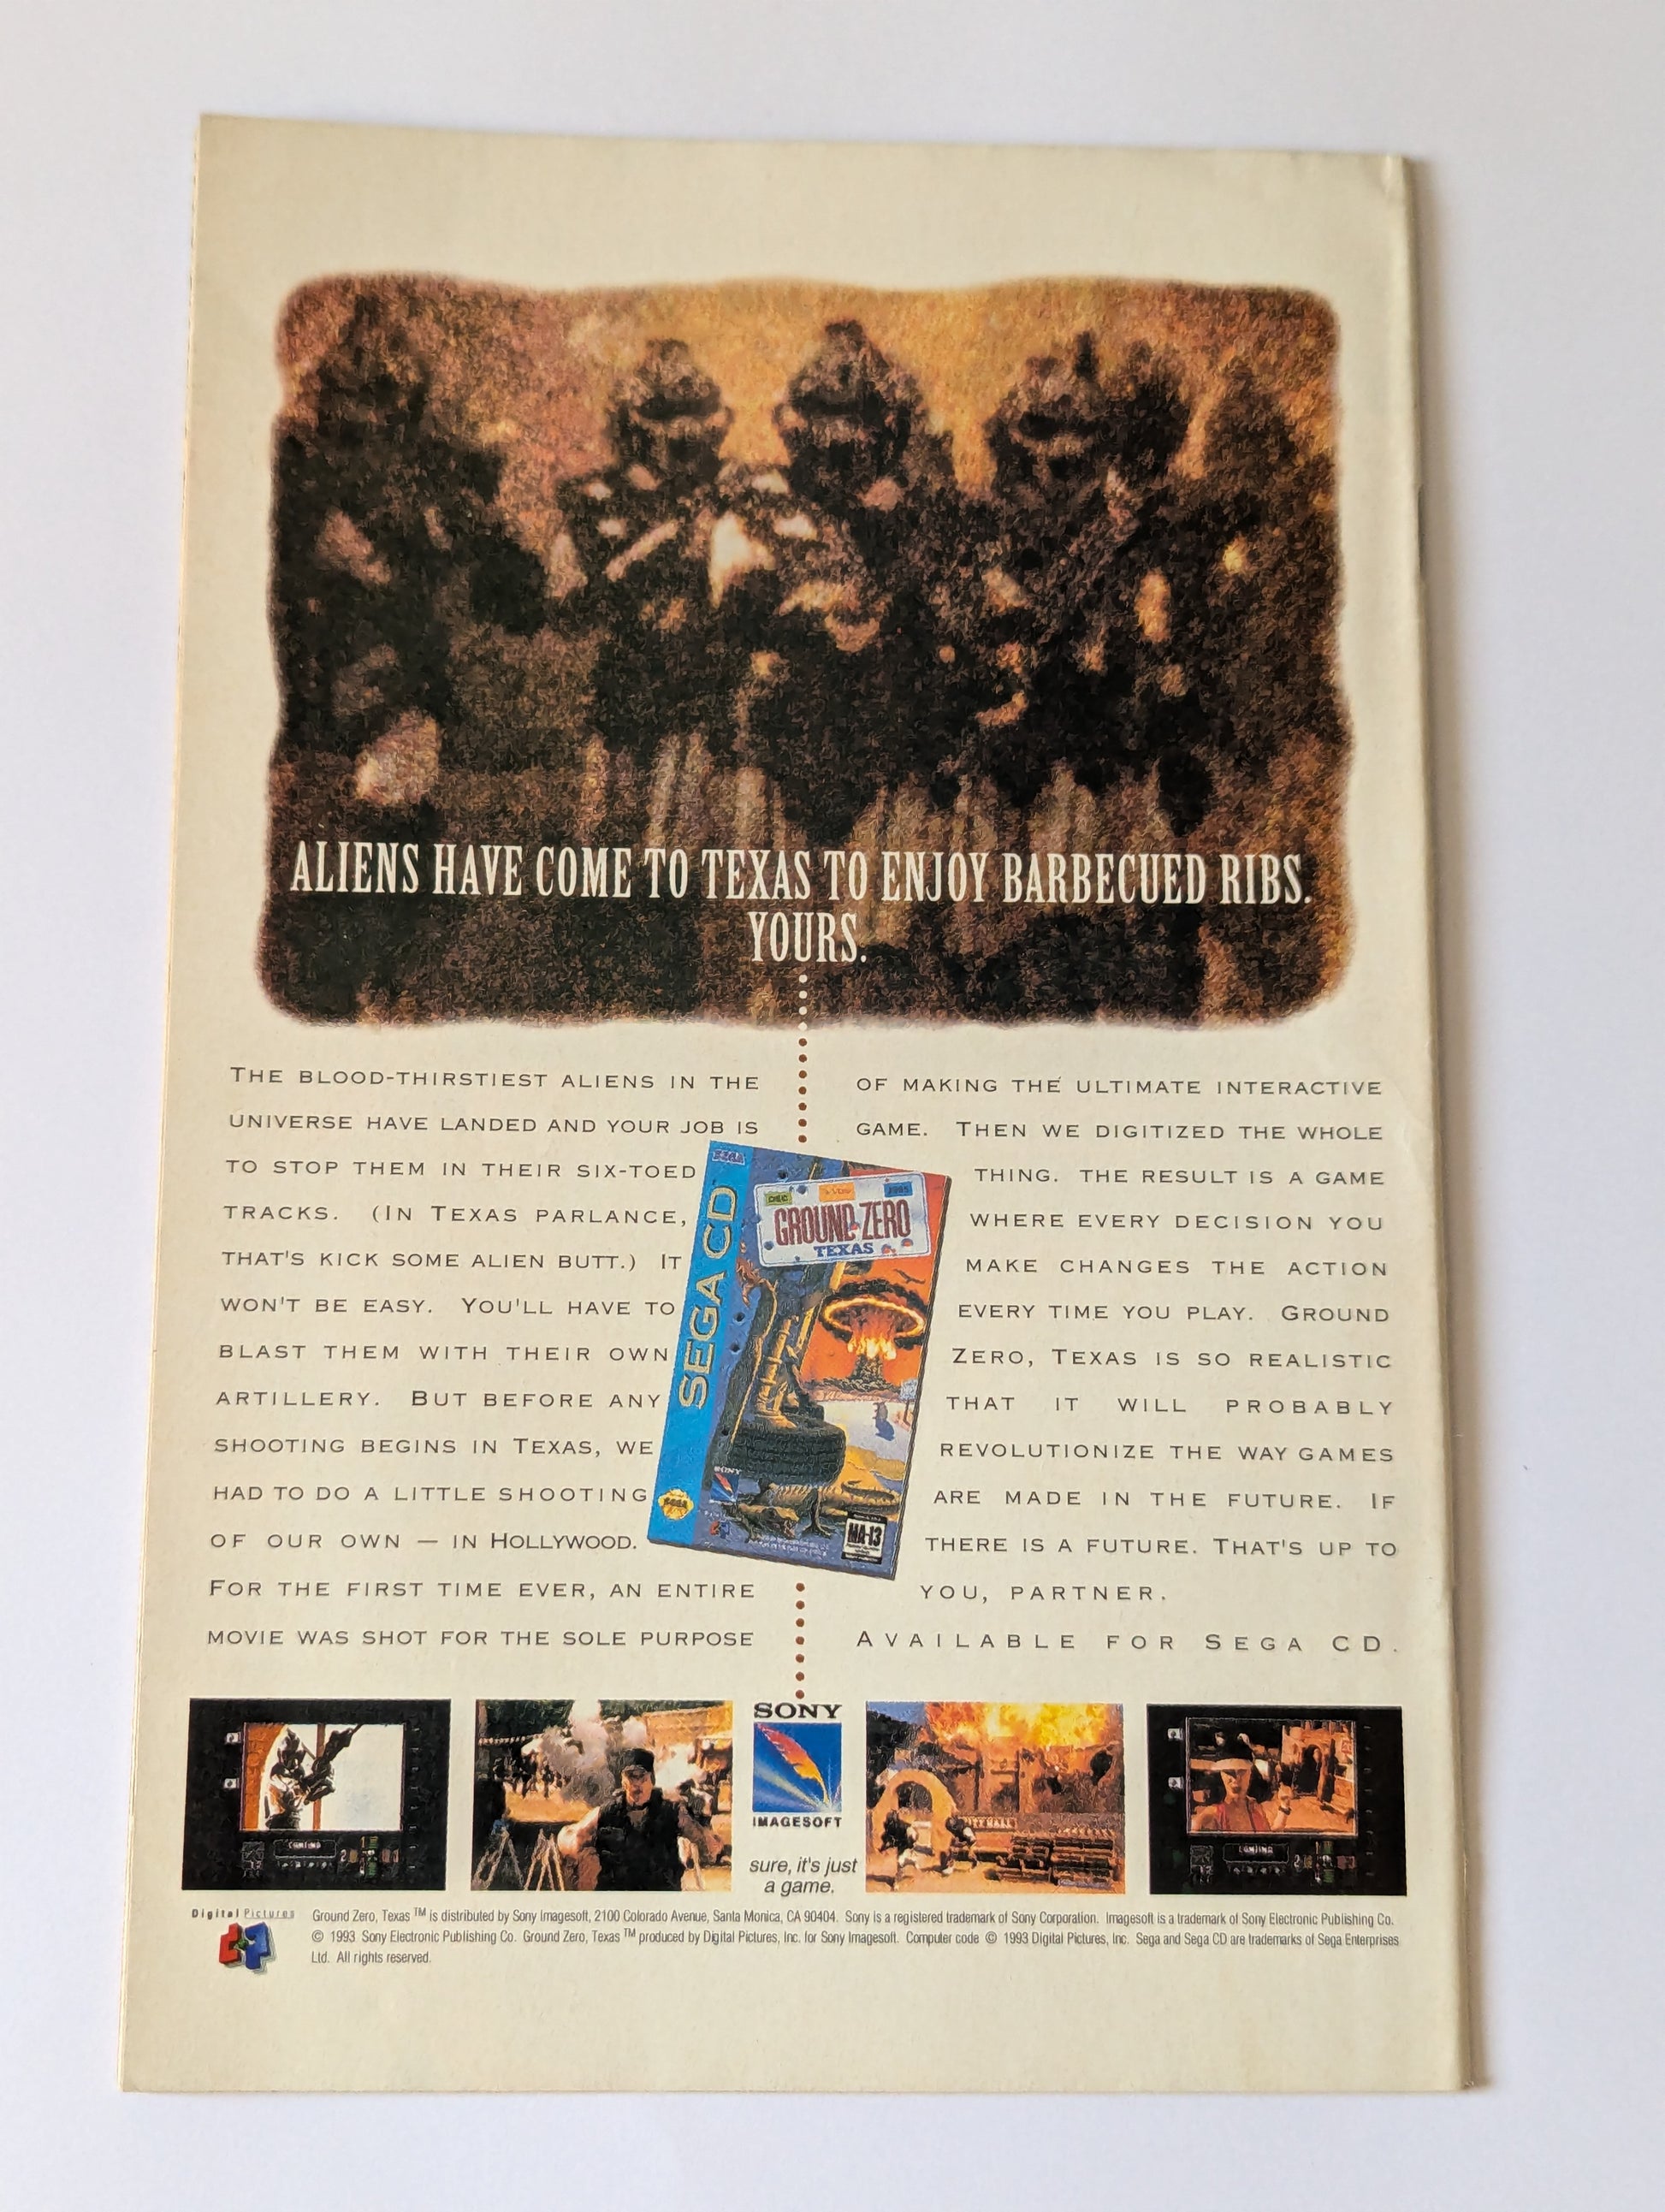 ALIENS HAVE COME TO TEXAS TO ENJOY BARBECUED RIBS.
YOURS.
THE BLOOD-THIRSTIEST ALIENS IN THE
UNIVERSE HAVE LANDED AND YOUR JOB IS
TO STOP THEM IN THEIR SIX-TOED
TRACKS. (IN TEXAS PARLANCE,
THAT'S KICK SOME ALIEN BUTT.) IT
WON'T BE EASY. YOU'LL HAVE TO
BLAST THEM WITH THEIR OWN
ARTILLERY. BUT BEFORE ANY
SHOOTING BEGINS IN TEXAS, WE
HAD TO DO A LITTLE SHOOTING
OF OUR OWN — IN HOLLYWOOD.
FOR THE FIRST TIME EVER, AN ENTIRE
MOVIE WAS SHOT FOR THE SOLE PURPOSE
OF MAKING THE ULTIMATE INTERACTIVE
GAME. THEN WE DIGITIZED THE WHOLE
THING. THE RESULT IS A GAME
WHERE EVERY DECISION YOU
MAKE CHANGES THE ACTION
EVERY TIME YOU PLAY. GROUND
ZERO, TEXAS IS SO REALISTIC
THAT IT WILL PROBABLY
REVOLUTIONIZE THE WAY GAMES
ARE MADE IN THE FUTURE. IF
THERE IS A FUTURE. THAT'S UP TO
YOU, PARTNER.
AVAILABLE FOR SEGA CD.
SEGA
SEGA CD
DEC
GROUND ZERO
TEXAS
SONY
SEGA
MA-13
SONY
IMAGESOFT
sure, it's just
a game.
CITY HALL
Digital Pictures
Ground Zero, Texas TM is distributed by Sony Imagesoft, 2100 Colorado Avenue, Santa Monica, CA 90404. Sony is a registered trademark of Sony Corporation. Imagesoft is a trademark of Sony Electronic Publishing Co.
© 1993 Sony Electronic Publishing Co. Ground Zero, Texas TM produced by Digital Pictures, Inc. for Sony Imagesoft. Computer code © 1993 Digital Pictures, Inc. Sega and Sega CD are trademarks of Sega Enterprises
Ltd. All rights reserved.